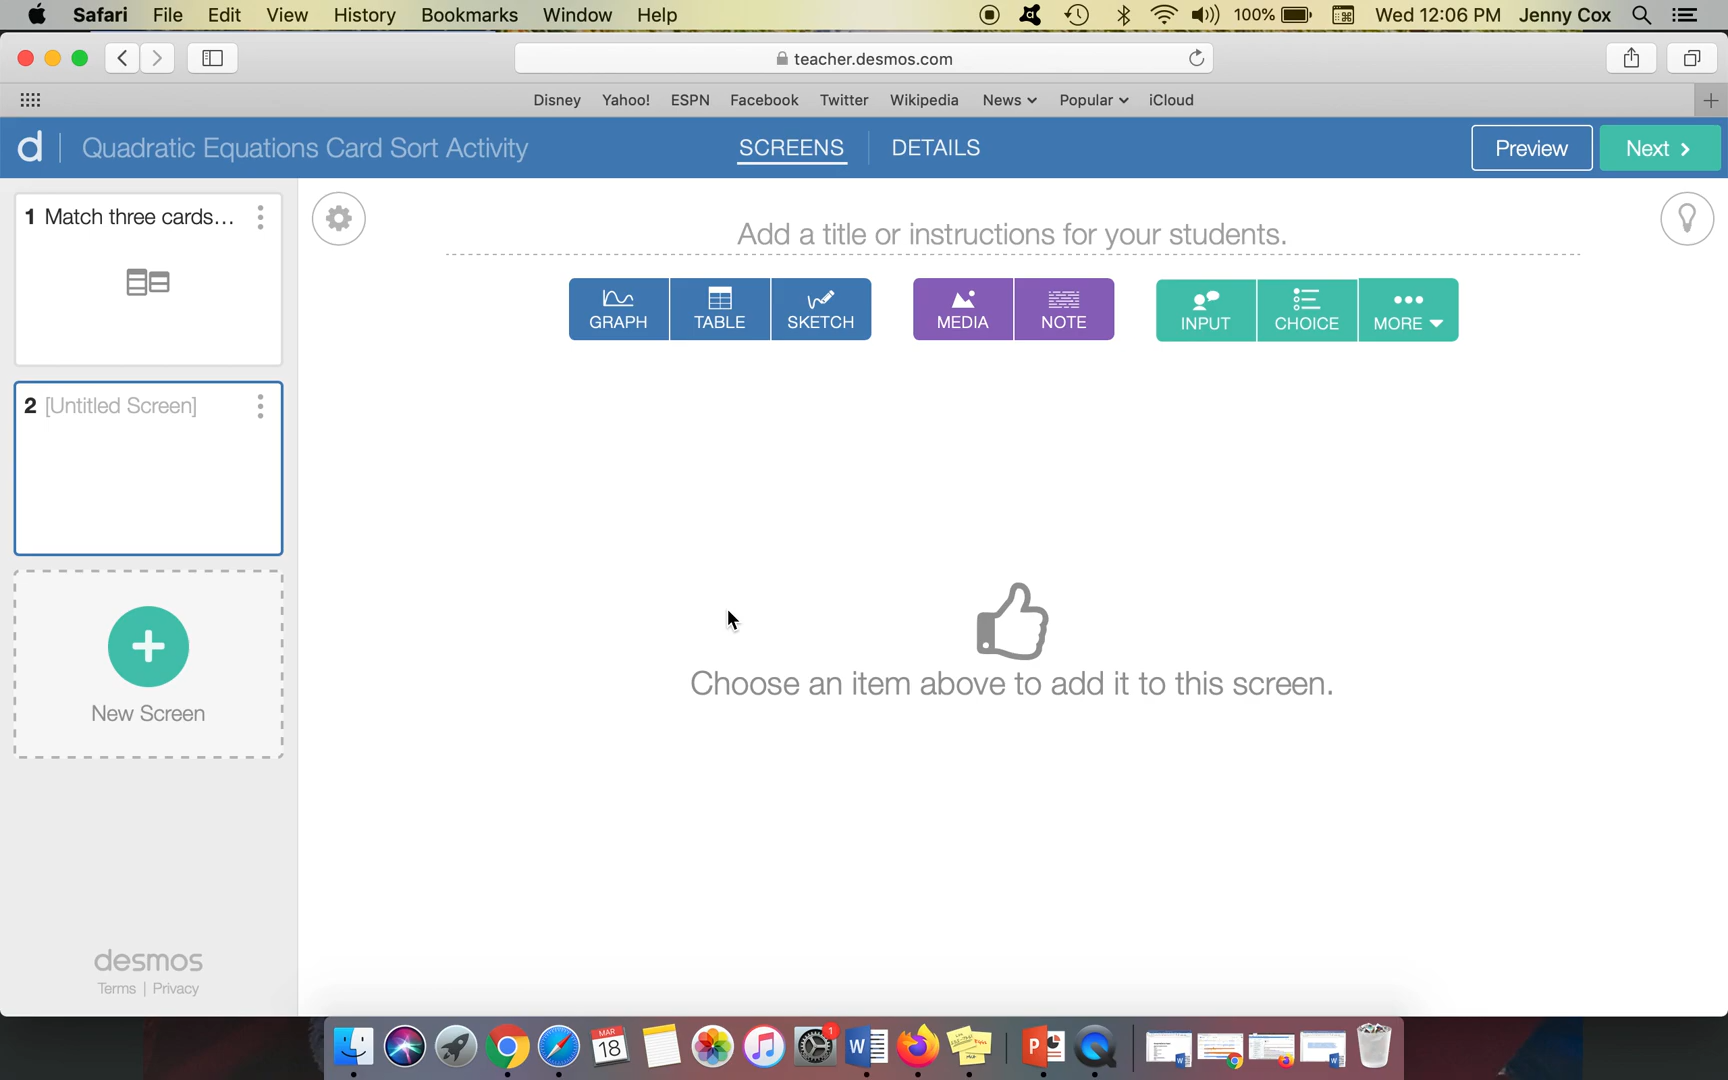 Safari File Edit View History Bookmarks Window Help 100% Wed 12:06 PM Jenny Cox
teacher.desmos.com
Disney Yahoo! ESPN Facebook Twitter Wikipedia News Popular iCloud
d Quadratic Equations Card Sort Activity SCREENS DETAILS Preview Next
1 Match three cards...
Add a title or instructions for your students.
GRAPH TABLE SKETCH MEDIA NOTE INPUT CHOICE MORE
2 [Untitled Screen]
Choose an item above to add it to this screen.
New Screen
desmos
Terms | Privacy
MAR
18
1
W
P